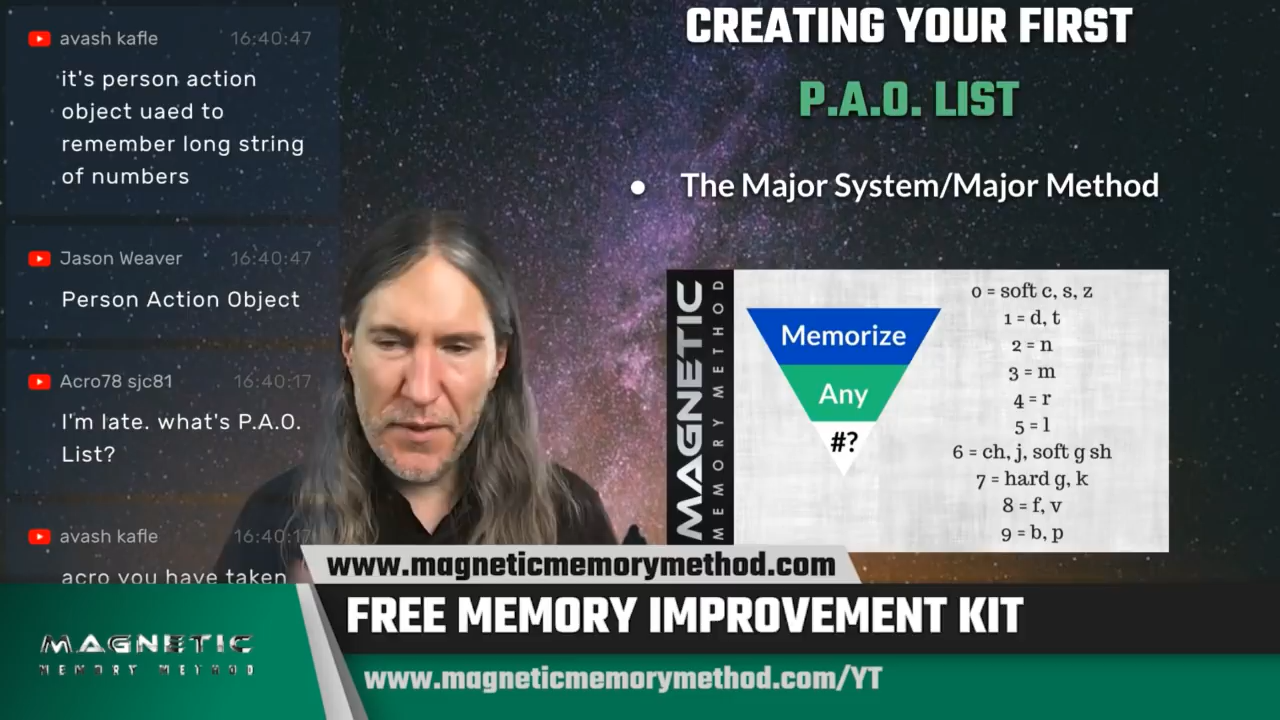 avash kafle 16:40:47
it's person action
object uaed to
remember long string
of numbers
Jason Weaver 16:40:47
Person Action Object
Acro78 sjc81 16:40:17
I'm late. what's P.A.O.
List?
avash kafle 16:40:17
acro you have taken
CREATING YOUR FIRST
P.A.O. LIST
• The Major System/Major Method
MAGNETIC
MEMORY METHOD
Memorize
Any
#?
0 = soft c, s, z
1 = d, t
2 = n
3 = m
4 = r
5 = l
6 = ch, j, soft g sh
7 = hard g, k
8 = f, v
9 = b, p
www.magneticmemorymethod.com
FREE MEMORY IMPROVEMENT KIT
www.magneticmemorymethod.com/YT
MAGNETIC
MEMORY METHOD